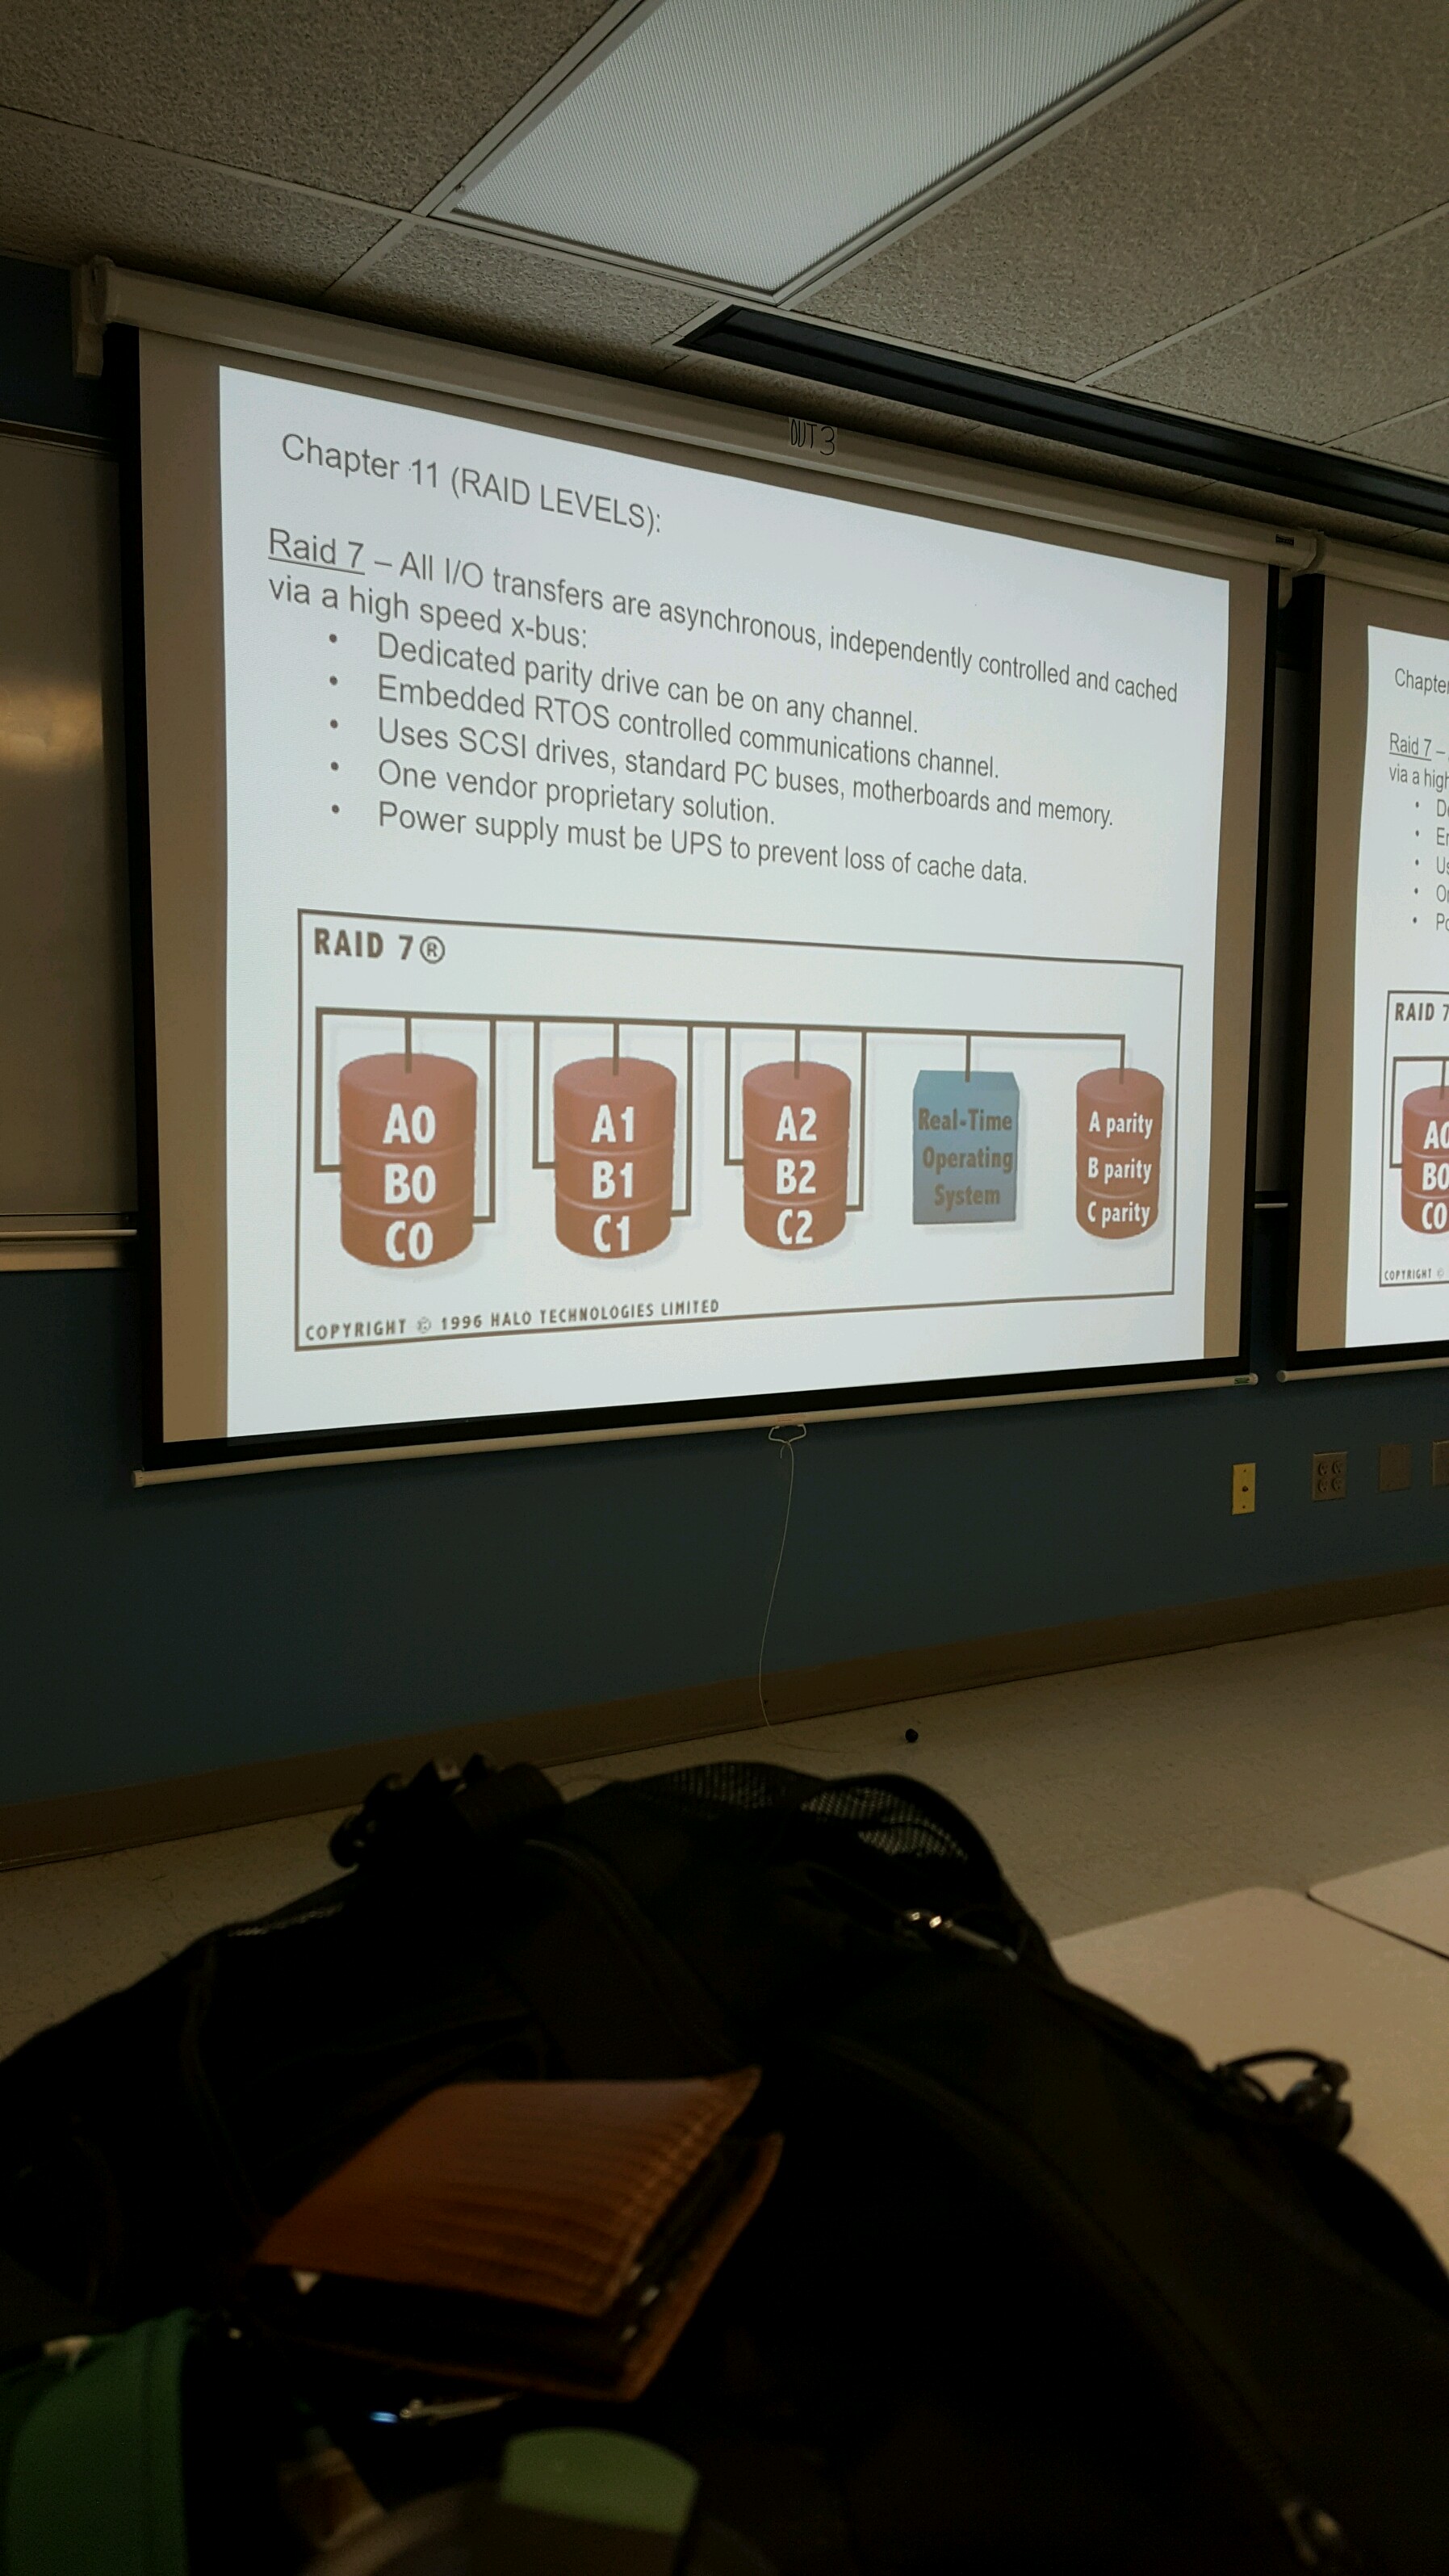 OUT 3
Chapter 11 (RAID LEVELS):
Raid 7 – All I/O transfers are asynchronous, independently controlled and cached
via a high speed x-bus:
• Dedicated parity drive can be on any channel.
• Embedded RTOS controlled communications channel.
• Uses SCSI drives, standard PC buses, motherboards and memory.
• One vendor proprietary solution.
• Power supply must be UPS to prevent loss of cache data.
RAID 7®
A0
B0
C0
A1
B1
C1
A2
B2
C2
Real-Time
Operating
System
A parity
B parity
C parity
COPYRIGHT © 1996 HALO TECHNOLOGIES LIMITED
Chapter
Raid 7 –
via a high
•
•
•
•
•
RAID 7
A0
B0
C0
COPYRIGHT ©